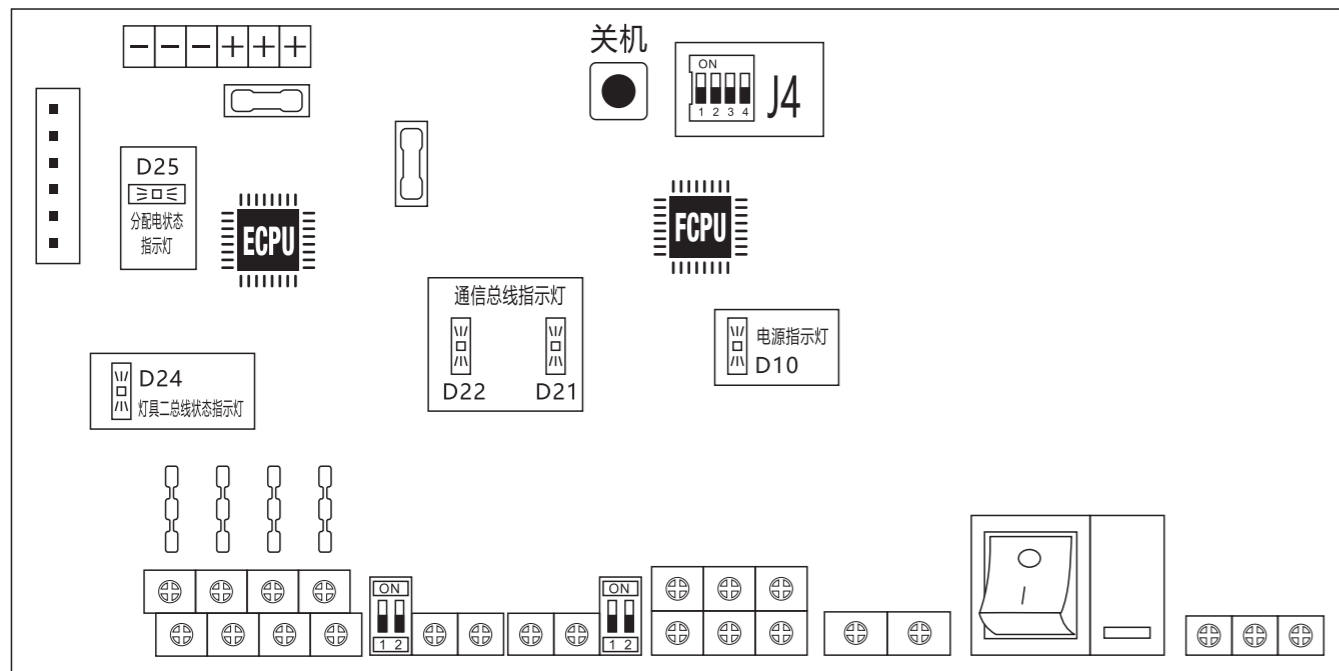 − − − + + +
关机
ON
1 2 3 4
J4
D25
分配电状态
指示灯
ECPU
FCPU
通信总线指示灯
D22
D21
电源指示灯
D10
D24
灯具二总线状态指示灯
ON
1 2
ON
1 2